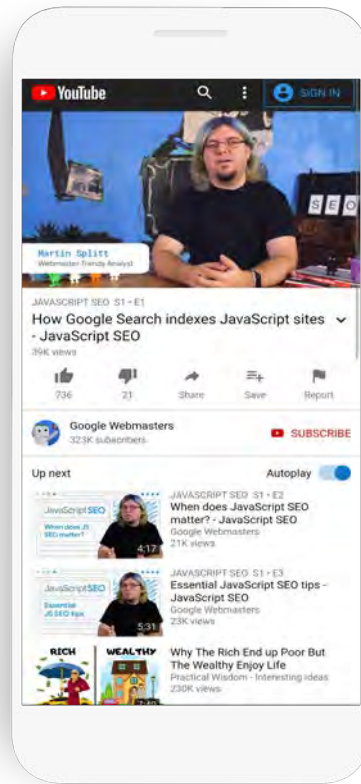 YouTube
SIGN IN
SEO
Martin Splitt
Webmaster Trends Analyst
JAVASCRIPT SEO S1 • E1
How Google Search indexes JavaScript sites
- JavaScript SEO
39K views
736
21
Share
Save
Report
Google Webmasters
323K subscribers
SUBSCRIBE
Up next
Autoplay
JavaScript SEO
When does JS
SEO matter?
4:17
JAVASCRIPT SEO S1 • E2
When does JavaScript SEO
matter? - JavaScript SEO
Google Webmasters
21K views
JavaScript SEO
Essential
JS SEO tips
5:31
JAVASCRIPT SEO S1 • E3
Essential JavaScript SEO tips -
JavaScript SEO
Google Webmasters
23K views
RICH
WEALTHY
Why The Rich End up Poor But
The Wealthy Enjoy Life
Practical Wisdom - Interesting ideas
230K views